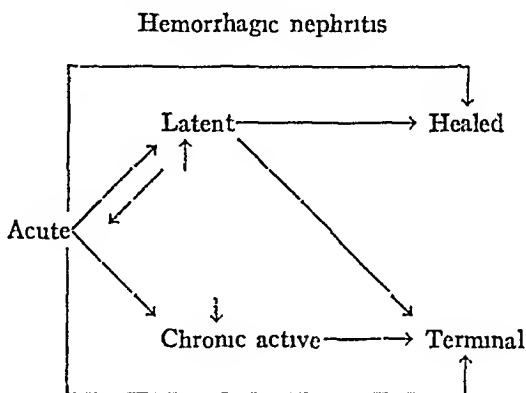 Hemorrhagic nephritis
Latent Healed
Acute
Chronic active Terminal